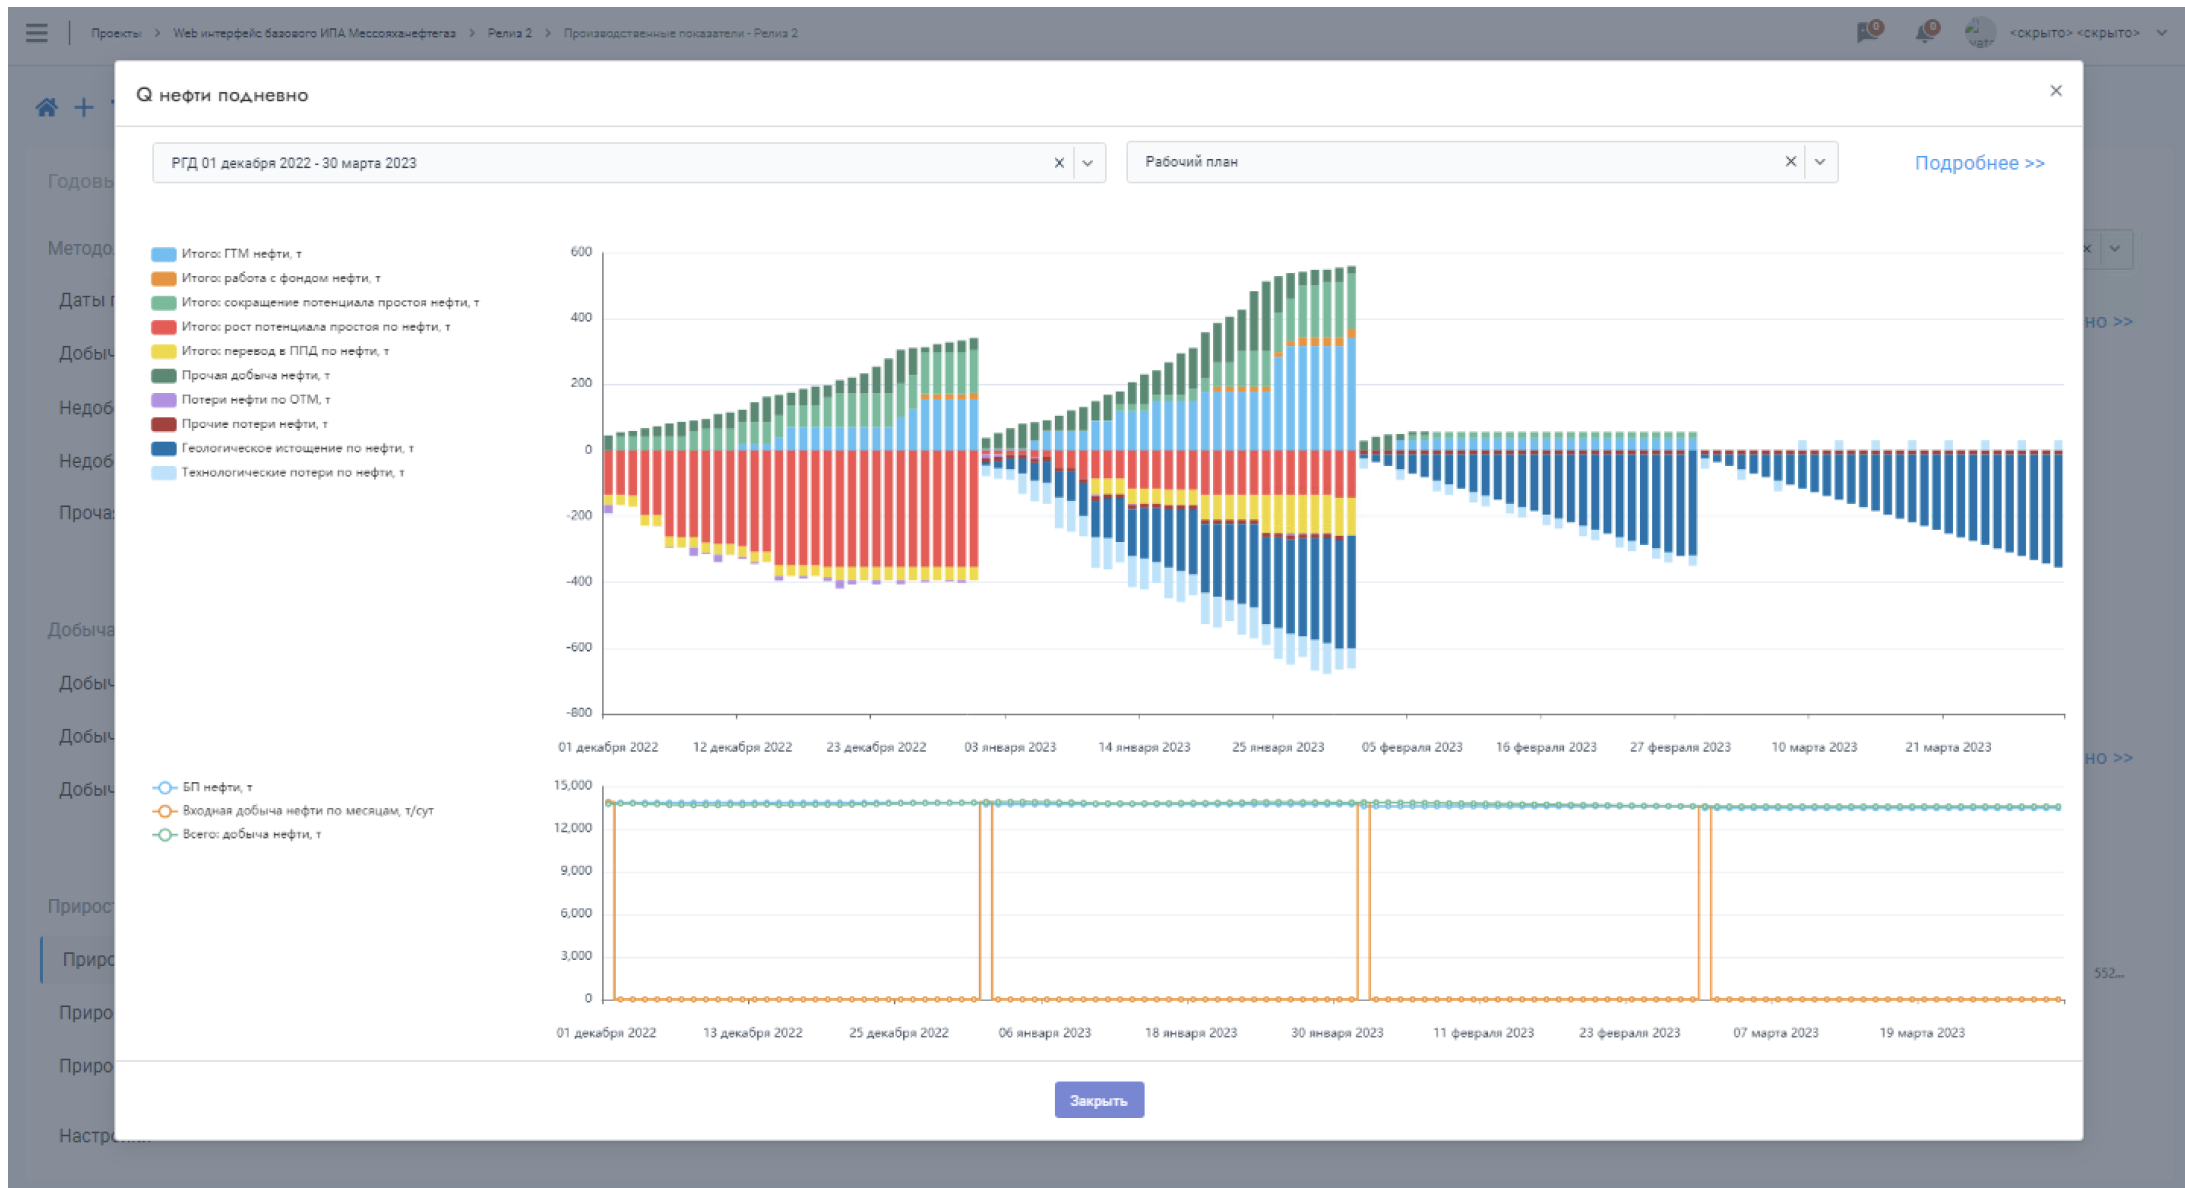 Проекты > Web интерфейс базового ИПА Мессояханефтегаз > Релиз 2 > Производственные показатели - Релиз 2
0
0
<скрыто> <скрыто>
Q нефти подневно
РГД 01 декабря 2022 - 30 марта 2023
Рабочий план
Подробнее >>
Годовы
Методо
Даты п
Добыч
Недоб
Недоб
Проча
Добыча
Добыч
Добыч
Добыч
Прирос
Приро
Приро
Приро
Настройки
но >>
но >>
552...
Итого: ГТМ нефти, т
Итого: работа с фондом нефти, т
Итого: сокращение потенциала простоя нефти, т
Итого: рост потенциала простоя по нефти, т
Итого: перевод в ППД по нефти, т
Прочая добыча нефти, т
Потери нефти по ОТМ, т
Прочие потери нефти, т
Геологическое истощение по нефти, т
Технологические потери по нефти, т
600
400
200
0
-200
-400
-600
-800
01 декабря 2022 12 декабря 2022 23 декабря 2022 03 января 2023 14 января 2023 25 января 2023 05 февраля 2023 16 февраля 2023 27 февраля 2023 10 марта 2023 21 марта 2023
БП нефти, т
Входная добыча нефти по месяцам, т/сут
Всего: добыча нефти, т
15,000
12,000
9,000
6,000
3,000
0
01 декабря 2022 13 декабря 2022 25 декабря 2022 06 января 2023 18 января 2023 30 января 2023 11 февраля 2023 23 февраля 2023 07 марта 2023 19 марта 2023
Закрыть